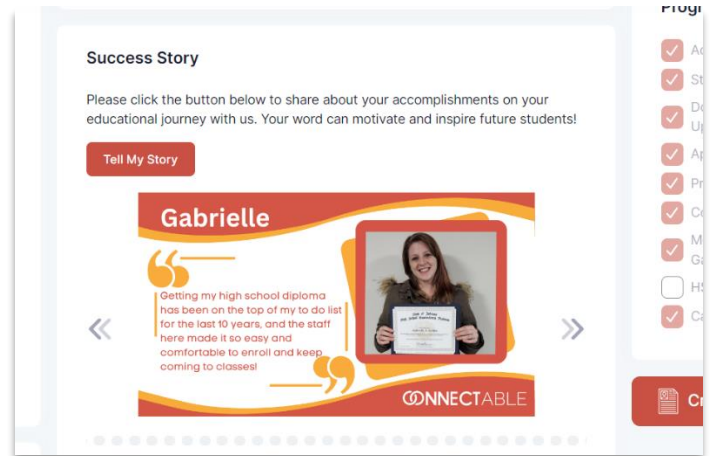 Success Story
Please click the button below to share about your accomplishments on your
educational journey with us. Your word can motivate and inspire future students!
Tell My Story
Gabrielle
Getting my high school diploma
has been on the top of my to do list
for the last 10 years, and the staff
here made it so easy and
comfortable to enroll and keep
coming to classes!
CONNECTABLE